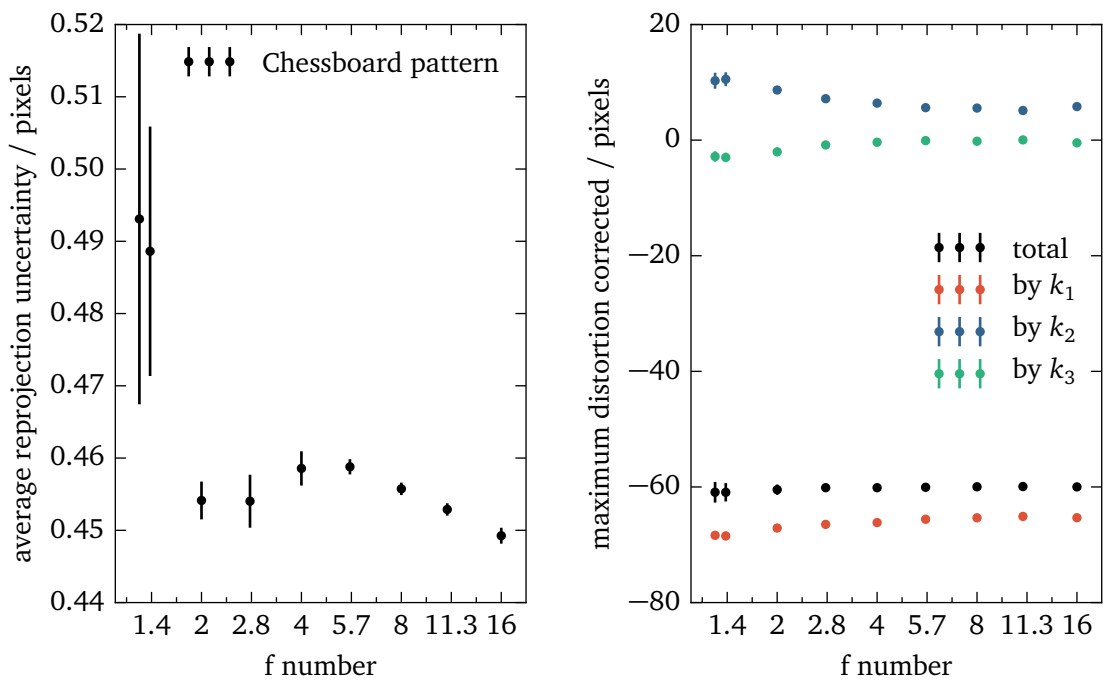 average reprojection uncertainty / pixels
0.52
0.51
0.50
0.49
0.48
0.47
0.46
0.45
0.44
Chessboard pattern
1.4 2 2.8 4 5.7 8 11.3 16
f number
maximum distortion corrected / pixels
20
0
−20
−40
−60
−80
total
by k₁
by k₂
by k₃
1.4 2 2.8 4 5.7 8 11.3 16
f number